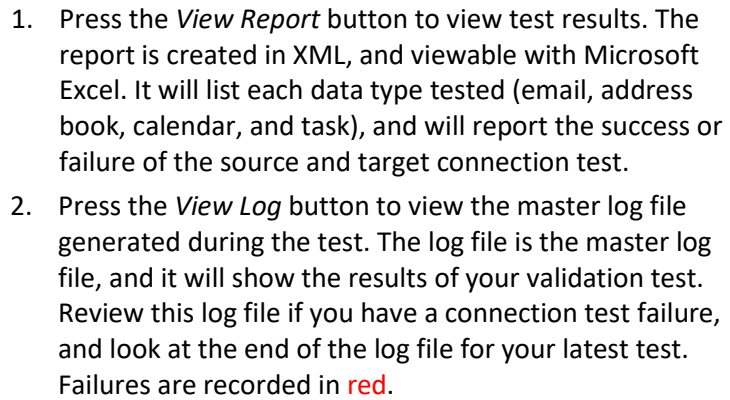 1. Press the View Report button to view test results. The
report is created in XML, and viewable with Microsoft
Excel. It will list each data type tested (email, address
book, calendar, and task), and will report the success or
failure of the source and target connection test.
2. Press the View Log button to view the master log file
generated during the test. The log file is the master log
file, and it will show the results of your validation test.
Review this log file if you have a connection test failure,
and look at the end of the log file for your latest test.
Failures are recorded in red.